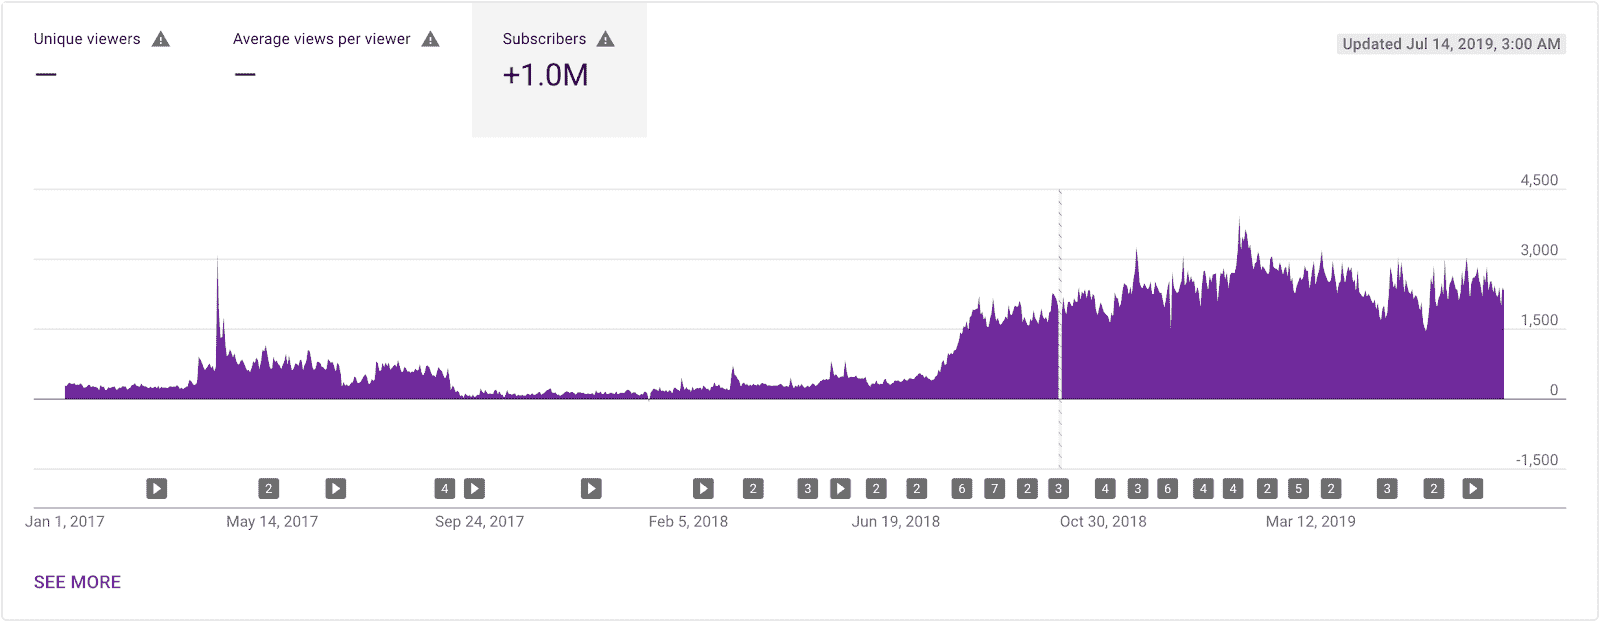 Unique viewers
Average views per viewer
Subscribers
Updated Jul 14, 2019, 3:00 AM
—
—
+1.0M
4,500
3,000
1,500
0
-1,500
2 4 2 3 2 2 6 7 2 3 4 3 6 4 4 2 5 2 3 2
Jan 1, 2017 May 14, 2017 Sep 24, 2017 Feb 5, 2018 Jun 19, 2018 Oct 30, 2018 Mar 12, 2019
SEE MORE